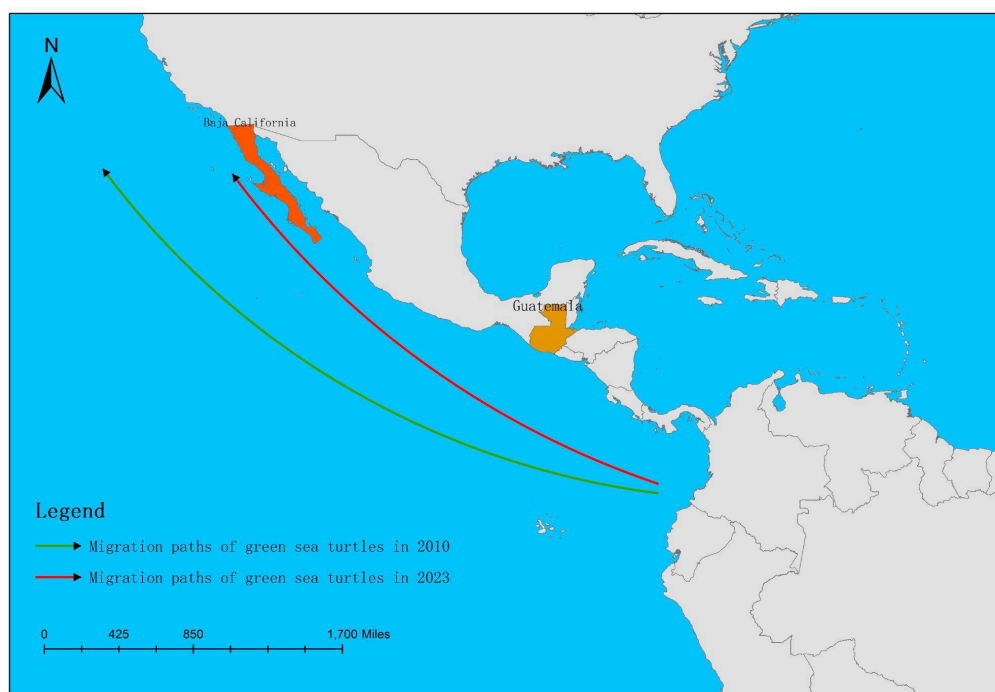 N
Baja California
Guatemala
Legend
Migration paths of green sea turtles in 2010
Migration paths of green sea turtles in 2023
0 425 850 1,700 Miles